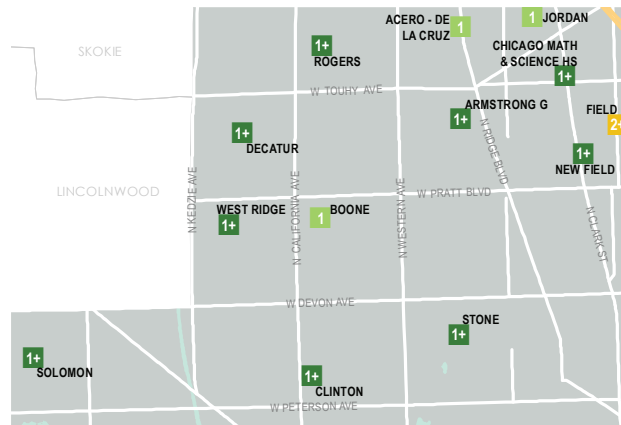 ACERO - DE
LA CRUZ
1
1
JORDAN
SKOKIE
1+
ROGERS
CHICAGO MATH
& SCIENCE HS
1+
W TOUHY AVE
ARMSTRONG G
1+
FIELD
2+
1+
DECATUR
N RIDGE BLVD
1+
NEW FIELD
LINCOLNWOOD
N KEDZIE AVE
N CALIFORNIA AVE
N WESTERN AVE
W PRATT BLVD
WEST RIDGE
1+
1
BOONE
N CLARK ST
W DEVON AVE
STONE
1+
1+
SOLOMON
1+
CLINTON
W PETERSON AVE